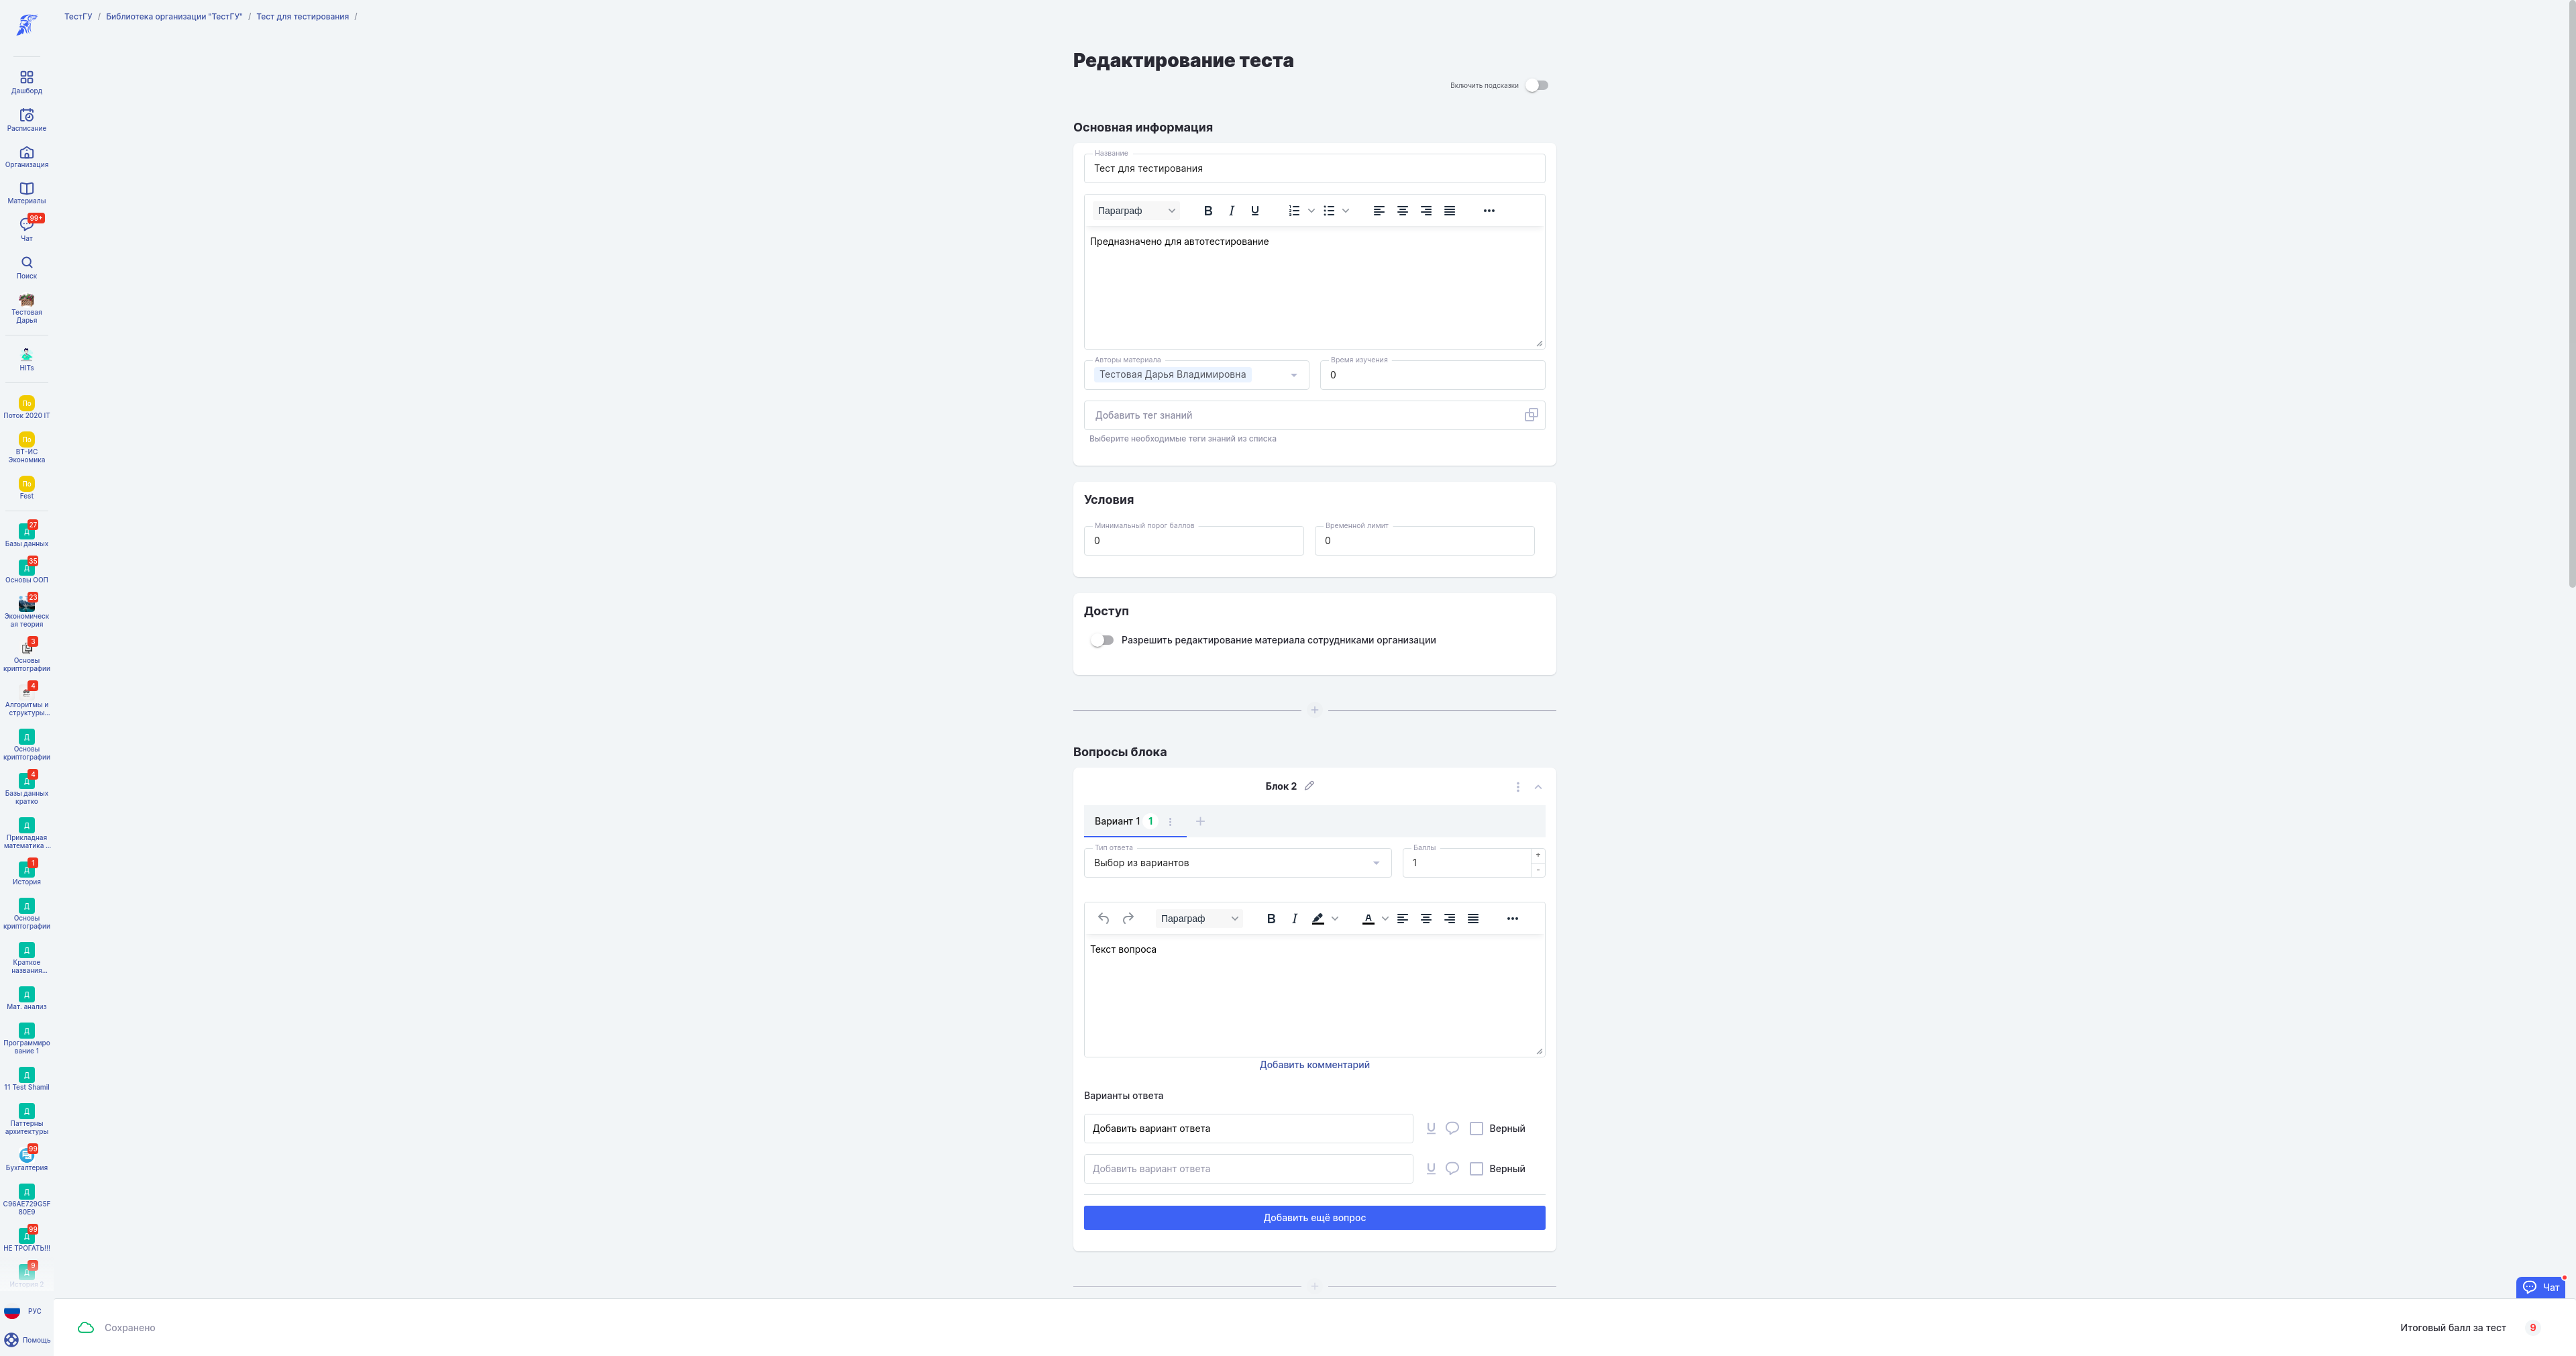 ТестГУ / Библиотека организации "ТестГУ" / Тест для тестирования /
Дашборд
Расписание
Организация
Материалы
99+
Чат
Поиск
Тестовая
Дарья
HITs
По
Поток 2020 IT
По
ВТ-ИС
Экономика
По
Fest
27
Д
Базы данных
35
Д
Основы ООП
23
Экономическ
ая теория
3
Основы
криптографии
4
Алгоритмы и
структуры...
Д
Основы
криптографии
4
Д
Базы данных
кратко
Д
Прикладная
математика ...
1
Д
История
Д
Основы
криптографии
Д
Краткое
названия...
Д
Мат. анализ
Д
Программиро
вание 1
Д
11 Test Shamil
Д
Паттерны
архитектуры
99
Бухгалтерия
Д
C96AE729G5F
80E9
99
Д
НЕ ТРОГАТЬ!!!
9
Д
История 2
РУС
Помощь
Редактирование теста
Включить подсказки
Основная информация
Название
Тест для тестирования
Параграф B I U
Предназначено для автотестирование
Авторы материала
Тестовая Дарья Владимировна
Время изучения
0
Добавить тег знаний
Выберите необходимые теги знаний из списка
Условия
Минимальный порог баллов
0
Временной лимит
0
Доступ
Разрешить редактирование материала сотрудниками организации
+
Вопросы блока
Блок 2
Вариант 1 1 +
Тип ответа
Выбор из вариантов
Баллы
1
+
-
Параграф B I A
Текст вопроса
Добавить комментарий
Варианты ответа
Добавить вариант ответа U Верный
Добавить вариант ответа U Верный
Добавить ещё вопрос
+
Чат
Сохранено
Итоговый балл за тест 9